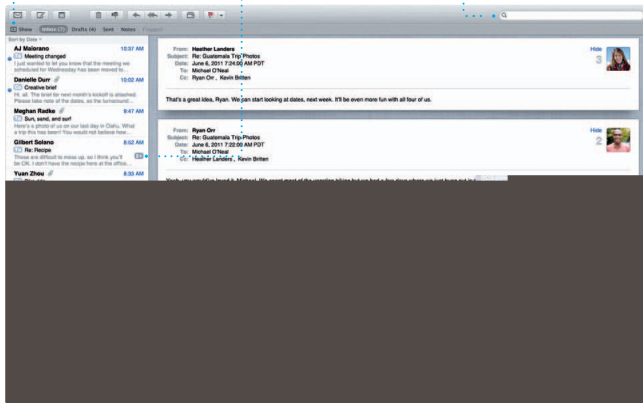 Show Inbox Drafts (4) Sent Notes Flagged
Sort by Date
AJ Maiorano 10:37 AM
Meeting changed
I just wanted to let you know that the meeting we
scheduled for Wednesday has been moved to...
Danielle Durr 10:02 AM
Creative brief
Hi, all. The brief for next month's kickoff is attached.
Please take note of the dates, as the turnaround...
Meghan Radke 9:47 AM
Sun, sand, and surf
Here's a photo of us on our last day in Oahu. What
a trip this has been! You would not believe how...
Gilbert Solano 8:52 AM
Re: Recipe
These are difficult to mess up, so I think you'll
be OK. I don't have the recipe here at the office...
Yuan Zhou 8:33 AM
From: Heather Landers Hide
Subject: Re: Guatemala Trip Photos 3
Date: June 6, 2011 7:24:00 AM PDT
To: Michael O'Neal
Cc: Ryan Orr , Kevin Britten
That's a great idea, Ryan. We can start looking at dates, next week. It'll be even more fun with all four of us.
From: Ryan Orr Hide
Subject: Re: Guatemala Trip Photos 2
Date: June 6, 2011 7:22:00 AM PDT
To: Michael O'Neal
Cc: Heather Landers , Kevin Britten